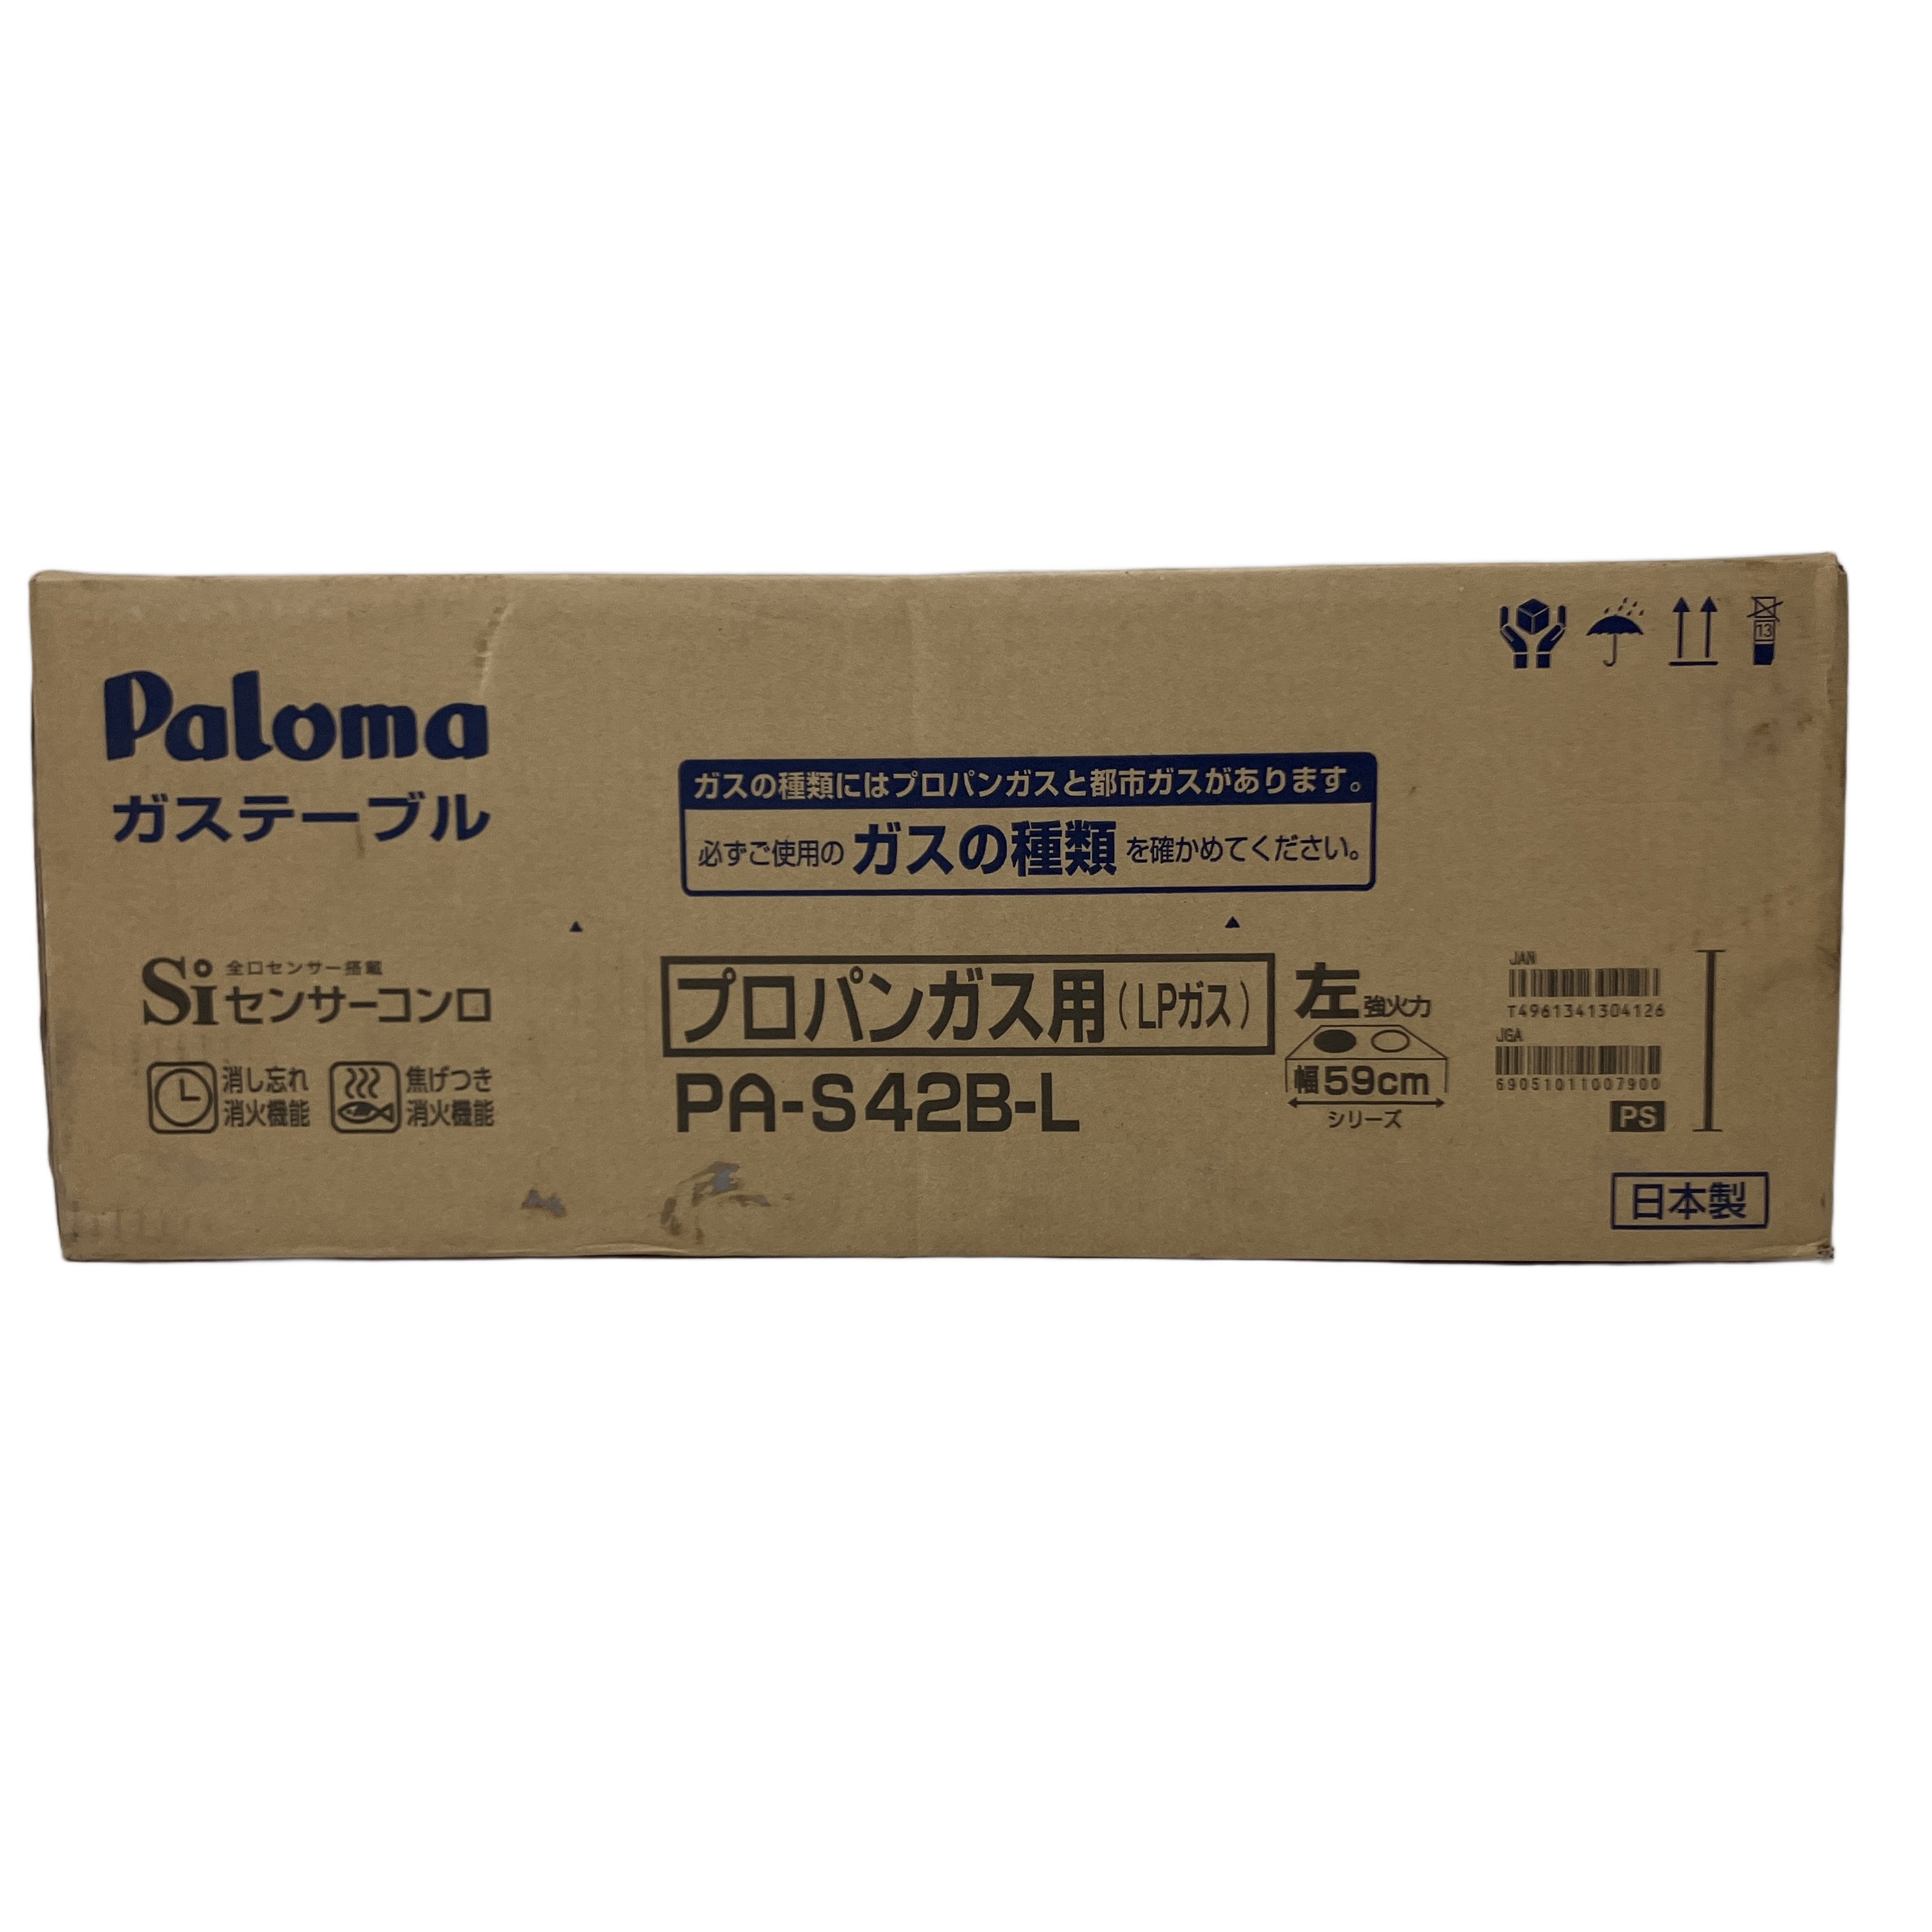 Paloma
ガステーブル
ガスの種類にはプロパンガスと都市ガスがあります。
必ずご使用の ガスの種類 を確かめてください。
Si 全口センサー搭載
センサーコンロ
消し忘れ
消火機能
焦げつき
消火機能
プロパンガス用(LPガス)
PA-S42B-L
左 強火力
幅59cm
シリーズ
JAN
T4961341304126
JGA
69051011007900
PS
日本製
13